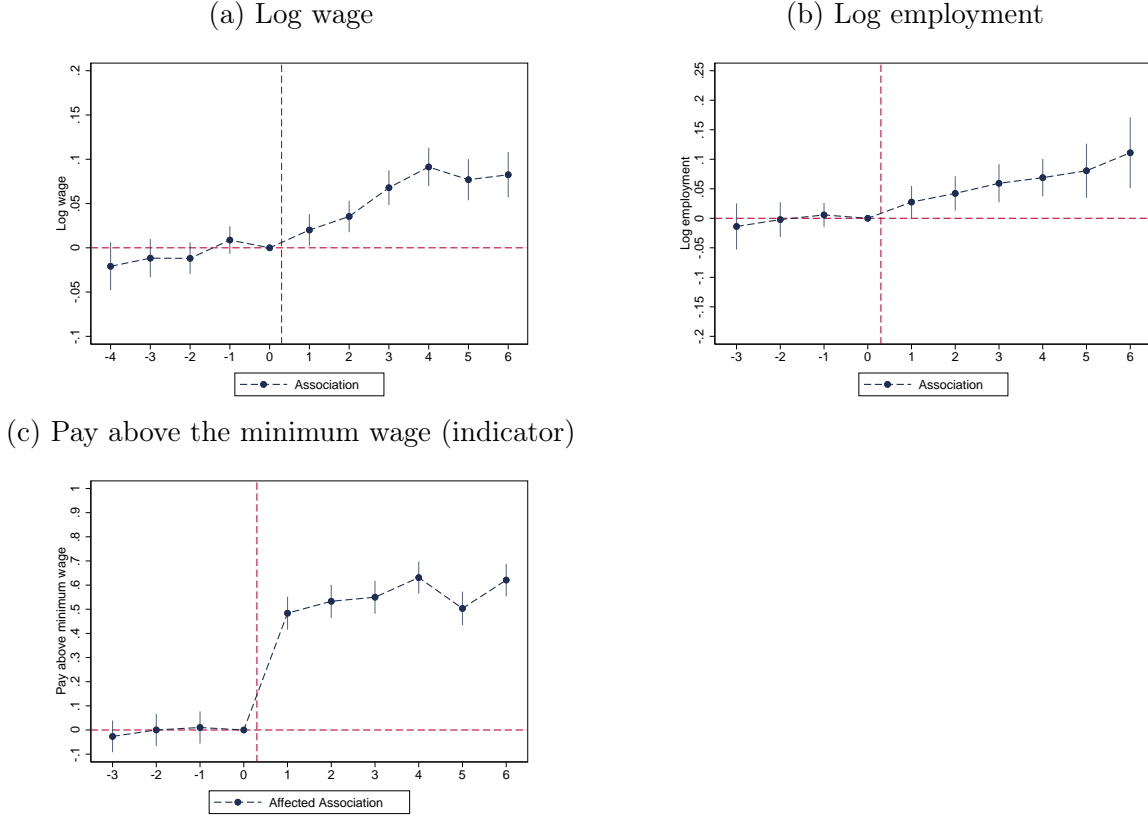 (a) Log wage
(b) Log employment
Log wage
.2
.15
.1
.05
0
-.05
-.1
-4 -3 -2 -1 0 1 2 3 4 5 6
Association
Log employment
.25
.2
.15
.1
.05
0
-.05
-.1
-.15
-.2
-3 -2 -1 0 1 2 3 4 5 6
Association
(c) Pay above the minimum wage (indicator)
Pay above minimum wage
1
.9
.8
.7
.6
.5
.4
.3
.2
.1
0
-.1
-3 -2 -1 0 1 2 3 4 5 6
Affected Association